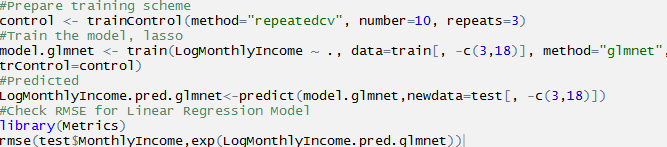 #Prepare training scheme
control <- trainControl(method="repeatedcv", number=10, repeats=3)
#Train the model, lasso
model.glmnet <- train(LogMonthlyIncome ~ ., data=train[, -c(3,18)], method="glmnet",
trControl=control)
#Predicted
LogMonthlyIncome.pred.glmnet<-predict(model.glmnet,newdata=test[, -c(3,18)])
#Check RMSE for Linear Regression Model
library(Metrics)
rmse(test$MonthlyIncome,exp(LogMonthlyIncome.pred.glmnet))